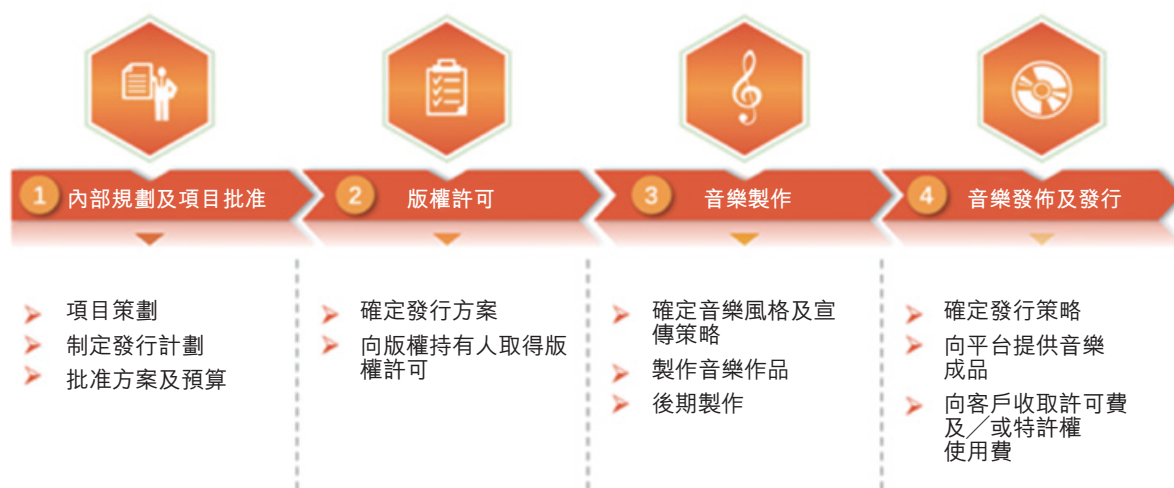 1 內部規劃及項目批准
2 版權許可
3 音樂製作
4 音樂發佈及發行
項目策劃
制定發行計劃
批准方案及預算
確定發行方案
向版權持有人取得版
權許可
確定音樂風格及宣
傳策略
製作音樂作品
後期製作
確定發行策略
向平台提供音樂
成品
向客戶收取許可費
及╱或特許權
使用費